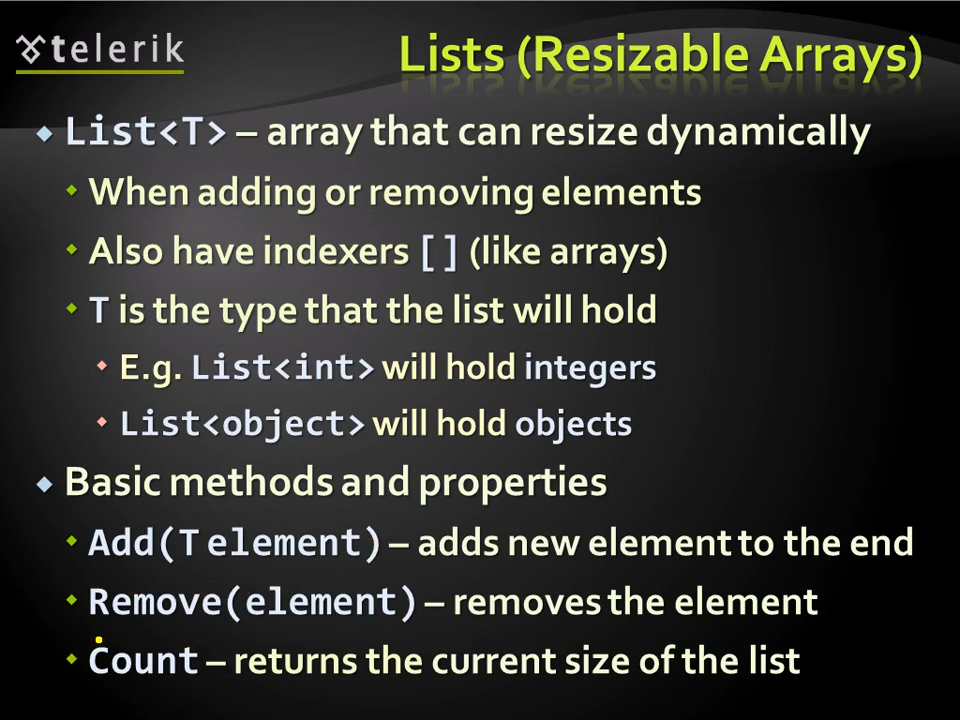 telerik
Lists (Resizable Arrays)
List<T> – array that can resize dynamically
When adding or removing elements
Also have indexers [] (like arrays)
T is the type that the list will hold
E.g. List<int> will hold integers
List<object> will hold objects
Basic methods and properties
Add(T element) – adds new element to the end
Remove(element) – removes the element
Count – returns the current size of the list